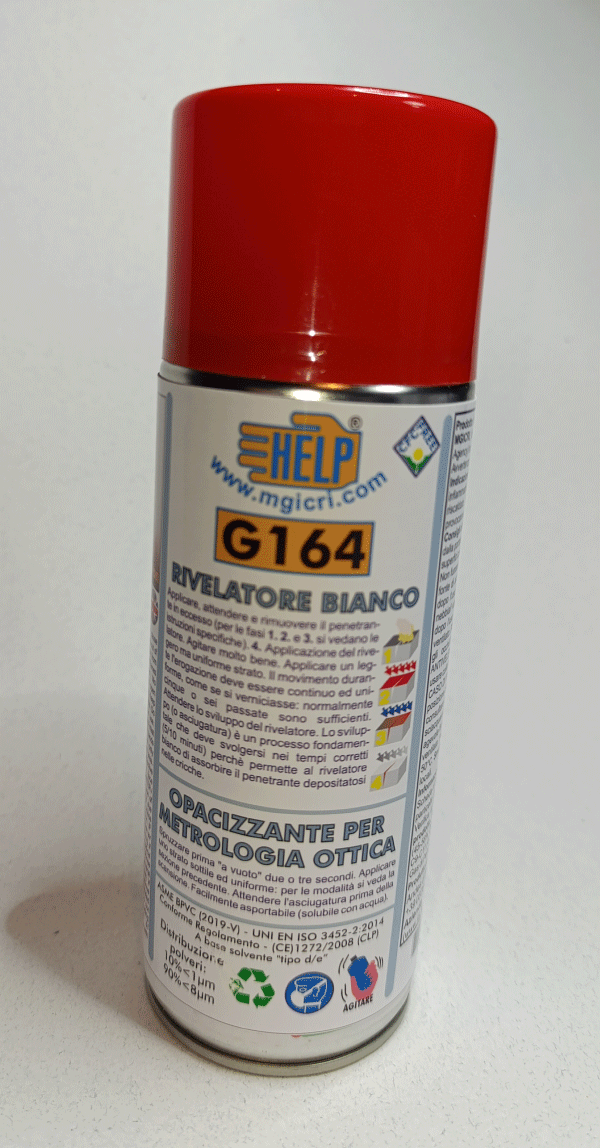 HELP®
CFC FREE
www.mgicri.com
G164
RIVELATORE BIANCO
Applicare, attendere e rimuovere il penetran-
te in eccesso (per le fasi 1. 2. e 3. si vedano le
istruzioni specifiche). 4. Applicazione del rive-
latore. Agitare molto bene. Applicare un leg-
gero ma uniforme strato. Il movimento duran-
te l'erogazione deve essere continuo ed uni-
forme, come se si verniciasse: normalmente
cinque o sei passate sono sufficienti.
Attendere lo sviluppo del rivelatore. Lo svilup-
po (o asciugatura) è un processo fondamen-
tale che deve svolgersi nei tempi corretti
(5/10 minuti) perchè permette al rivelatore
bianco di assorbire il penetrante depositatosi
nelle cricche.
OPACIZZANTE PER
METROLOGIA OTTICA
Spruzzare prima "a vuoto" due o tre secondi. Applicare
uno strato sottile ed uniforme: per le modalità si veda la
sezione precedente. Attendere l'asciugatura prima della
scansione. Facilmente asportabile (solubile con acqua).
ASME BPVC (2019-V) - UNI EN ISO 3452-2:2014
Conforme Regolamento - (CE)1272/2008 (CLP)
A base solvente "tipo d/e"
Distribuzione
polveri:
10%<1µm
90%<8µm
AGITARE